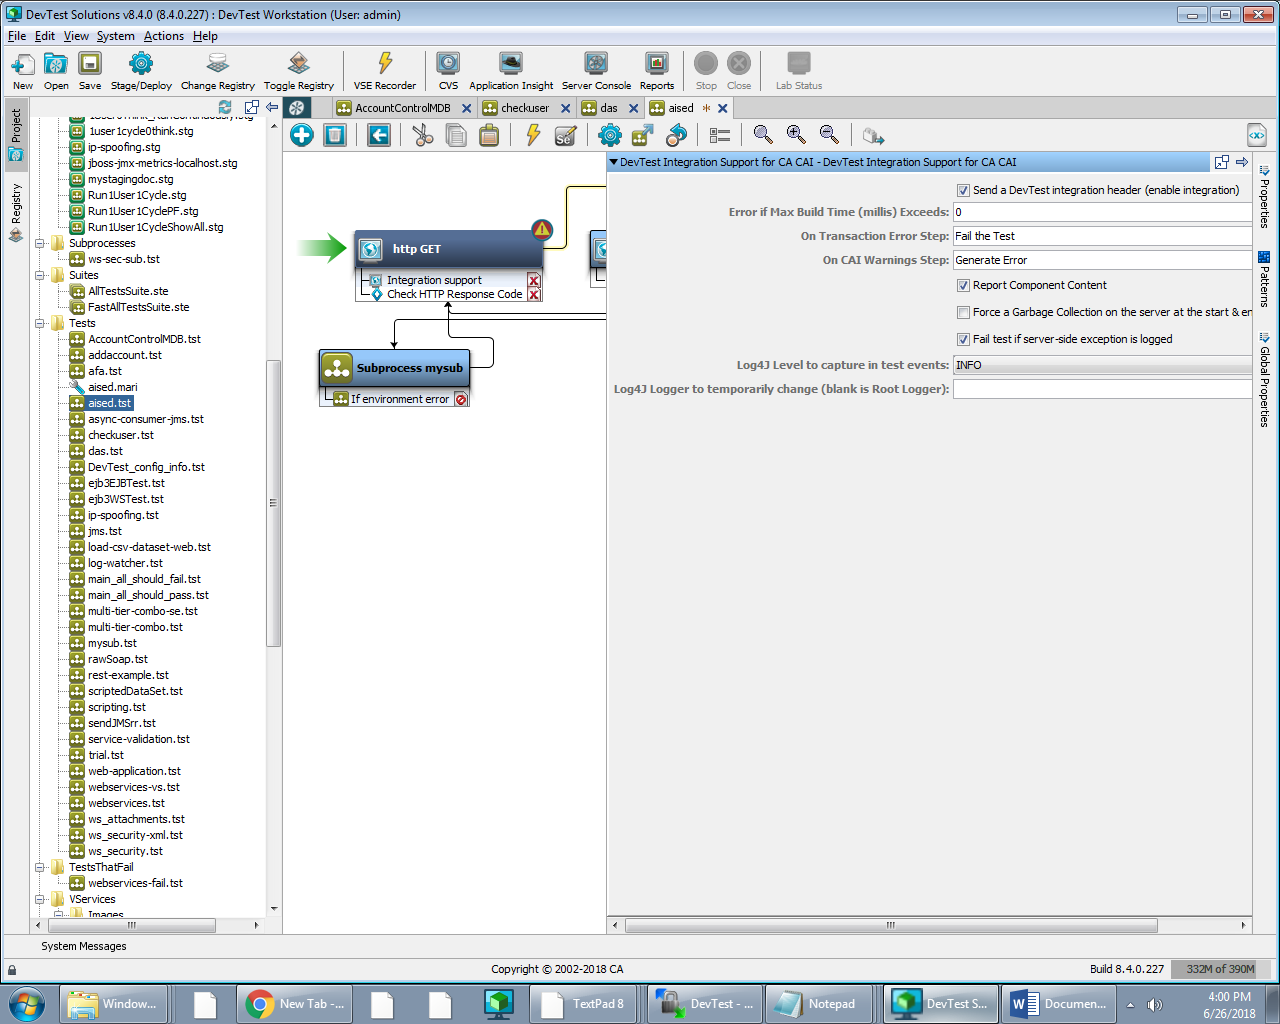 DevTest Solutions v8.4.0 (8.4.0.227) : DevTest Workstation (User: admin)
File Edit View System Actions Help
New Open Save Stage/Deploy Change Registry Toggle Registry VSE Recorder CVS Application Insight Server Console Reports Stop Close Lab Status
AccountControlMDB checkuser das aised
Project
Registry
1user1cycle0think.stg
ip-spoofing.stg
jboss-jmx-metrics-localhost.stg
mystagingdoc.stg
Run1User1Cycle.stg
Run1User1CyclePF.stg
Run1User1CycleShowAll.stg
Subprocesses
ws-sec-sub.tst
Suites
AllTestsSuite.ste
FastAllTestsSuite.ste
Tests
AccountControlMDB.tst
addaccount.tst
afa.tst
aised.mari
aised.tst
async-consumer-jms.tst
checkuser.tst
das.tst
DevTest_config_info.tst
ejb3EJBTest.tst
ejb3WSTest.tst
ip-spoofing.tst
jms.tst
load-csv-dataset-web.tst
log-watcher.tst
main_all_should_fail.tst
main_all_should_pass.tst
multi-tier-combo-se.tst
multi-tier-combo.tst
mysub.tst
rawSoap.tst
rest-example.tst
scriptedDataSet.tst
scripting.tst
sendJMSrr.tst
service-validation.tst
trial.tst
web-application.tst
webservices-vs.tst
webservices.tst
ws_attachments.tst
ws_security-xml.tst
ws_security.tst
TestsThatFail
webservices-fail.tst
VServices
Images
http GET
Integration support
Check HTTP Response Code
Subprocess mysub
If environment error
DevTest Integration Support for CA CAI - DevTest Integration Support for CA CAI
Send a DevTest integration header (enable integration)
Error if Max Build Time (millis) Exceeds: 0
On Transaction Error Step: Fail the Test
On CAI Warnings Step: Generate Error
Report Component Content
Force a Garbage Collection on the server at the start & en
Fail test if server-side exception is logged
Log4J Level to capture in test events: INFO
Log4J Logger to temporarily change (blank is Root Logger):
Properties
Patterns
Global Properties
System Messages
Copyright © 2002-2018 CA
Build 8.4.0.227 332M of 390M
Window... New Tab -... TextPad 8 DevTest - ... Notepad DevTest S... Documen...
4:00 PM
6/26/2018